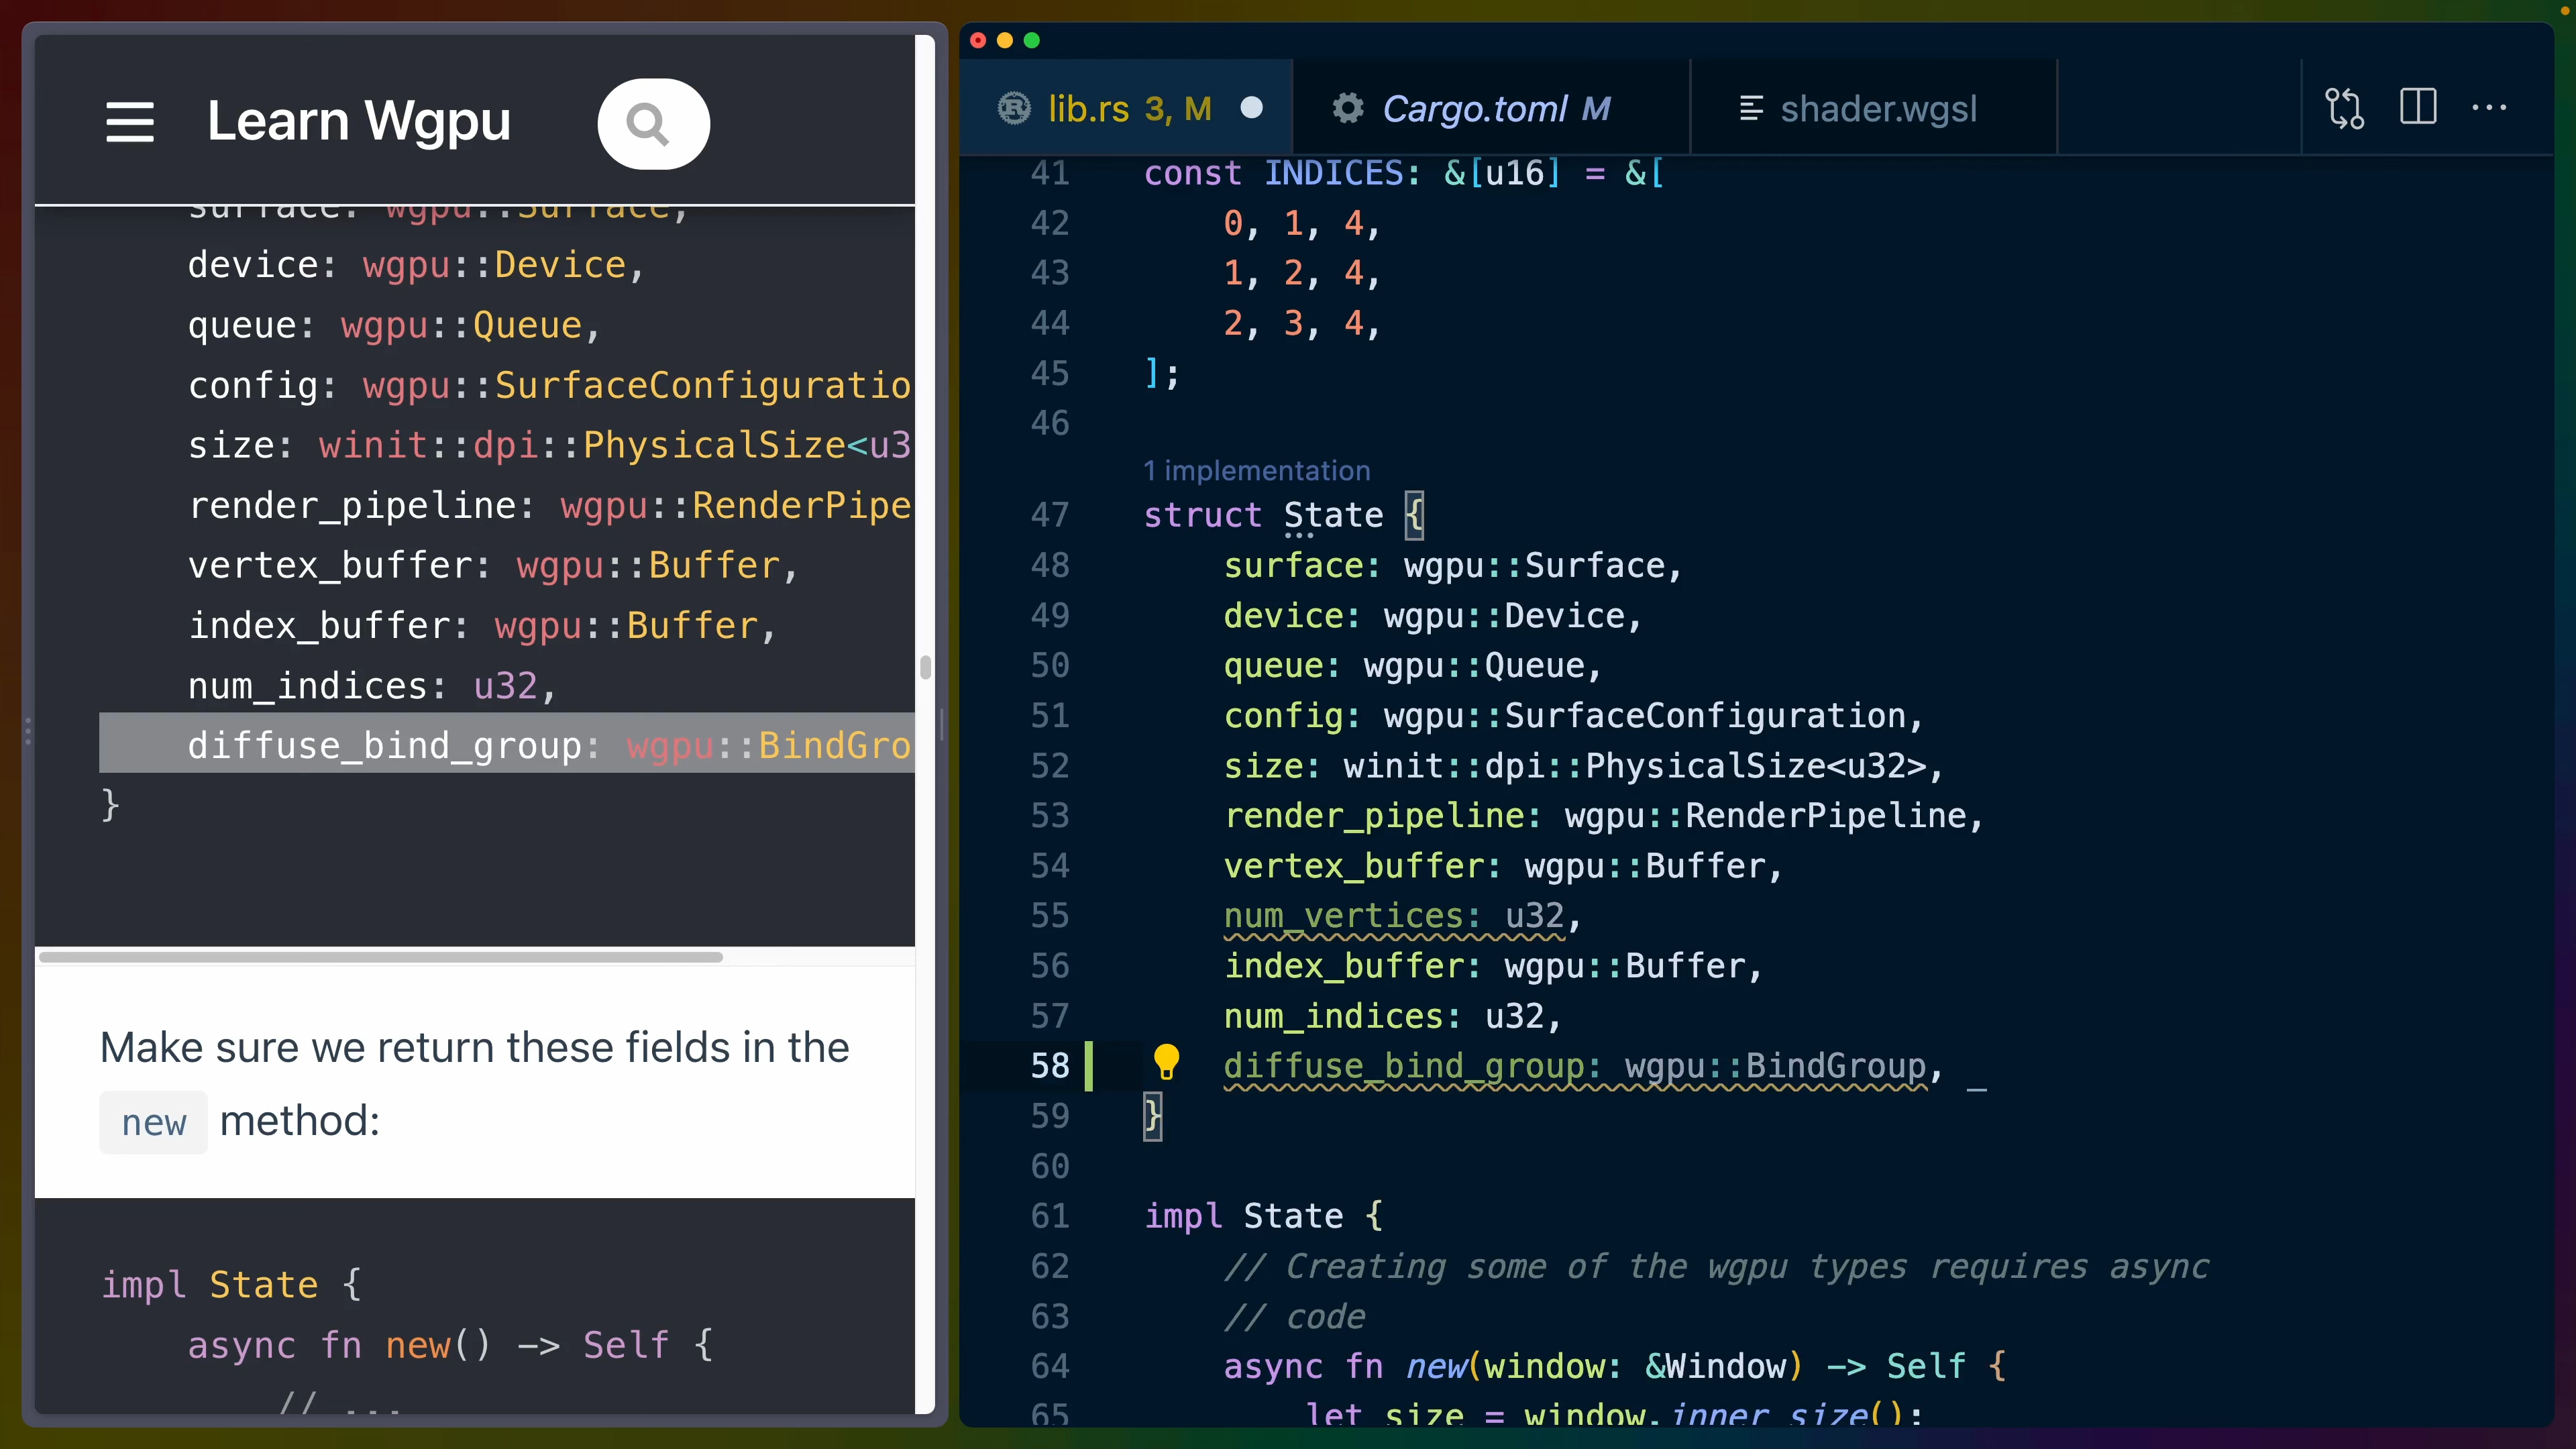 Learn Wgpu
surface: wgpu::Surface,
device: wgpu::Device,
queue: wgpu::Queue,
config: wgpu::SurfaceConfiguratio
size: winit::dpi::PhysicalSize<u3
render_pipeline: wgpu::RenderPipe
vertex_buffer: wgpu::Buffer,
index_buffer: wgpu::Buffer,
num_indices: u32,
diffuse_bind_group: wgpu::BindGro
}
Make sure we return these fields in the
new method:
impl State {
async fn new() -> Self {
// ...
lib.rs 3, M
Cargo.toml M
shader.wgsl
41 const INDICES: &[u16] = &[
42 0, 1, 4,
43 1, 2, 4,
44 2, 3, 4,
45 ];
46
1 implementation
47 struct State {
48 surface: wgpu::Surface,
49 device: wgpu::Device,
50 queue: wgpu::Queue,
51 config: wgpu::SurfaceConfiguration,
52 size: winit::dpi::PhysicalSize<u32>,
53 render_pipeline: wgpu::RenderPipeline,
54 vertex_buffer: wgpu::Buffer,
55 num_vertices: u32,
56 index_buffer: wgpu::Buffer,
57 num_indices: u32,
58 diffuse_bind_group: wgpu::BindGroup, _
59 }
60
61 impl State {
62 // Creating some of the wgpu types requires async
63 // code
64 async fn new(window: &Window) -> Self {
65 let size = window.inner_size();